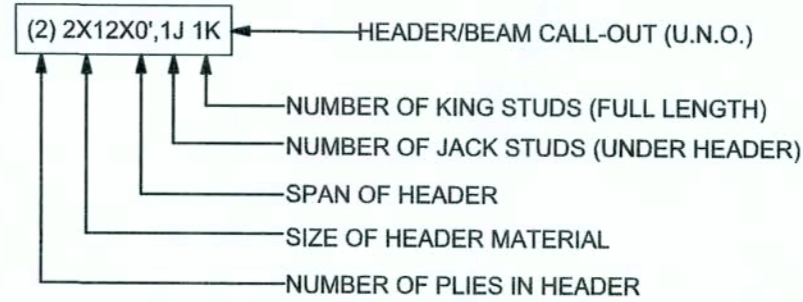 (2) 2X12X0',1J 1K
HEADER/BEAM CALL-OUT (U.N.O.)
NUMBER OF KING STUDS (FULL LENGTH)
NUMBER OF JACK STUDS (UNDER HEADER)
SPAN OF HEADER
SIZE OF HEADER MATERIAL
NUMBER OF PLIES IN HEADER